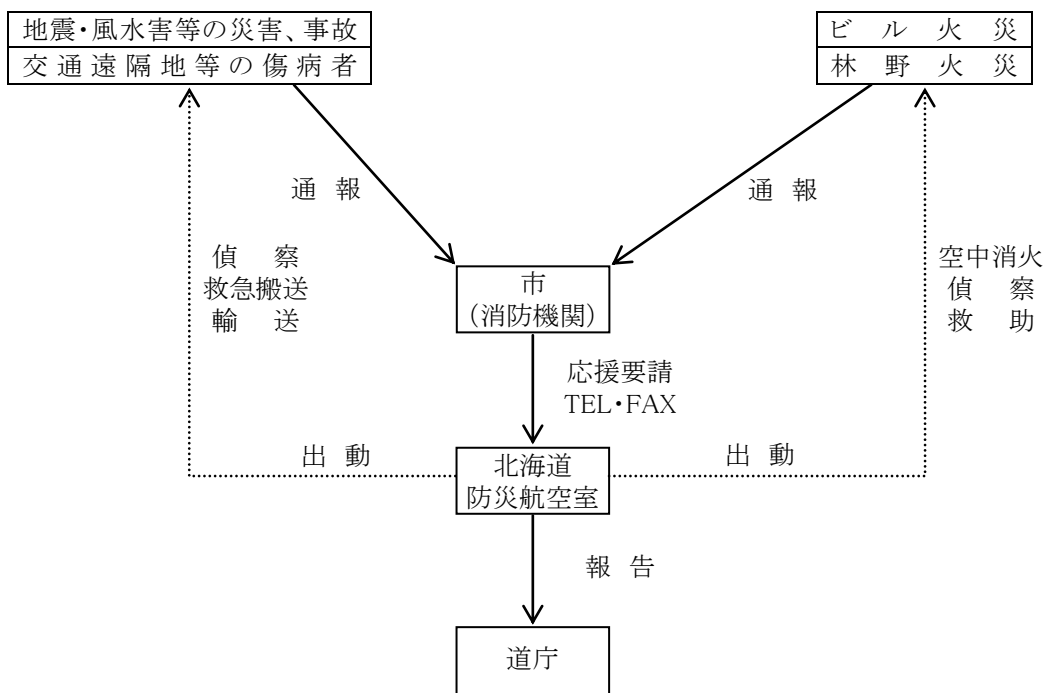 地震・風水害等の災害、事故
交通遠隔地等の傷病者
ビル火災
林野火災
通報
通報
偵察
救急搬送
輸送
市
（消防機関）
空中消火
偵察
救助
応援要請
TEL・FAX
出動
北海道
防災航空室
出動
報告
道庁